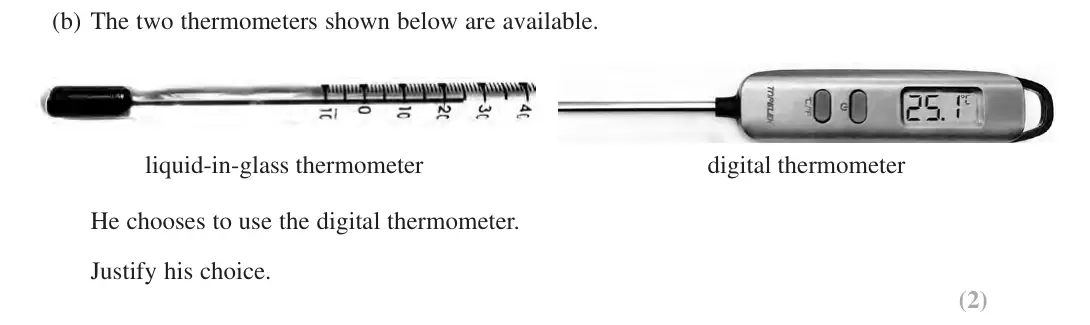 (b) The two thermometers shown below are available.
10 0 10 20 30 40
°C/°F
25.1
liquid-in-glass thermometer
digital thermometer
He chooses to use the digital thermometer.
Justify his choice.
(2)